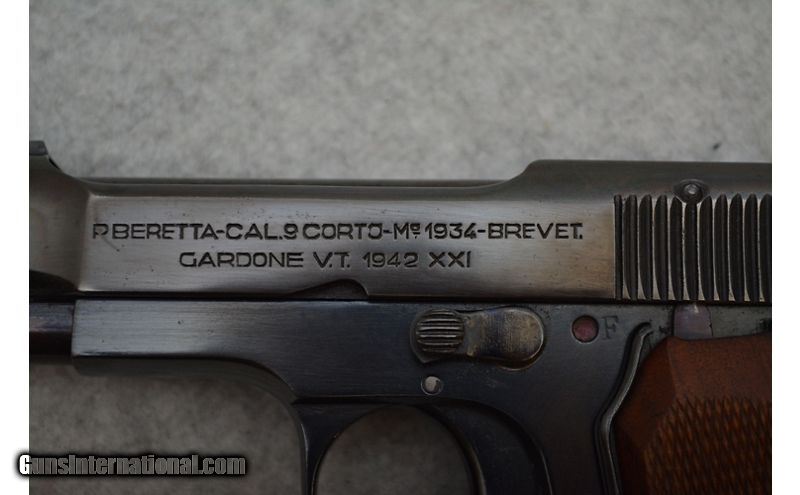 P.BERETTA-CAL.9 CORTO-Mº 1934-BREVET.
GARDONE V.T. 1942 XXI
F
GunsInternational.com